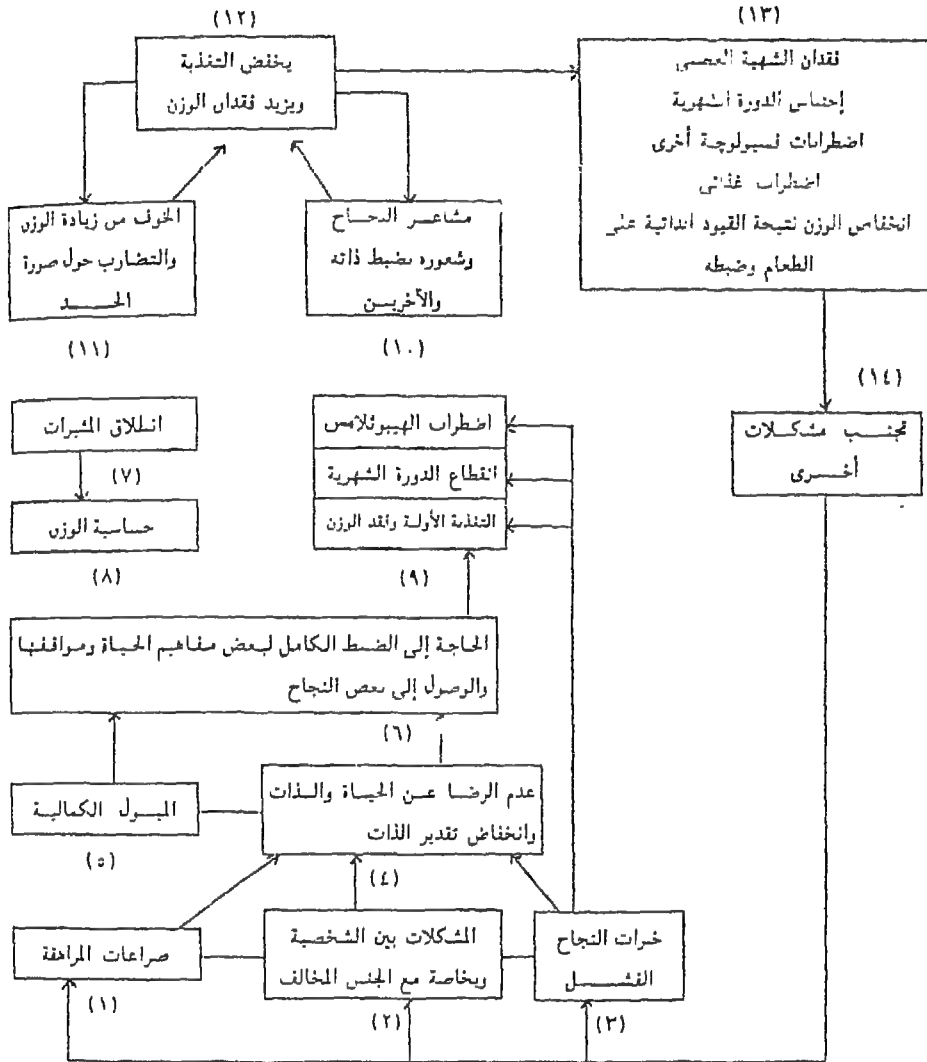 (١٢)
يخفض التغذية
ويزيد فقدان الوزن
(١٣)
فقدان الشهية العصبى
إحتباس الدورة الشهرية
اضطرابات فسيولوجية أخرى
اضطراب غذائى
انخفاض الوزن نتيجة القيود الذاتية على
الطعام وضبطه
الخوف من زيادة الوزن
والتضارب حول صورة
الجسد
(١١)
مشاعر النجاح
وشعوره بضبط ذاته
والآخرين
(١٠)
(١٤)
تجنب مشكلات
أخرى
انطلاق المثيرات
(٧)
حساسية الوزن
(٨)
اضطراب الهيبوثلامس
انقطاع الدورة الشهرية
التغذية الأولية وفقد الوزن
(٩)
الحاجة إلى الضبط الكامل لبعض مفاهيم الحياة ومواقفها
والوصول إلى بعض النجاح
(٦)
الميول الكمالية
(٥)
عدم الرضا عن الحياة والذات
وانخفاض تقدير الذات
(٤)
صراعات المراهقة
(١)
المشكلات بين الشخصية
وبخاصة مع الجنس المخالف
(٢)
خبرات النجاح
الفشل
(٣)